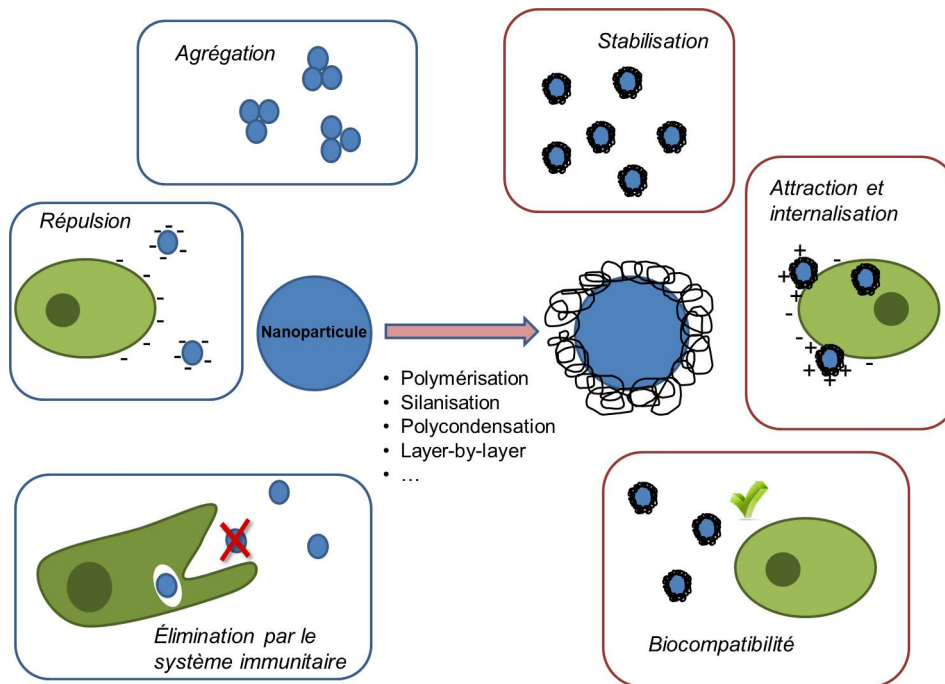 Agrégation
Stabilisation
Attraction et
internalisation
Répulsion
Nanoparticule
• Polymérisation
• Silanisation
• Polycondensation
• Layer-by-layer
• ...
Élimination par le
système immunitaire
Biocompatibilité